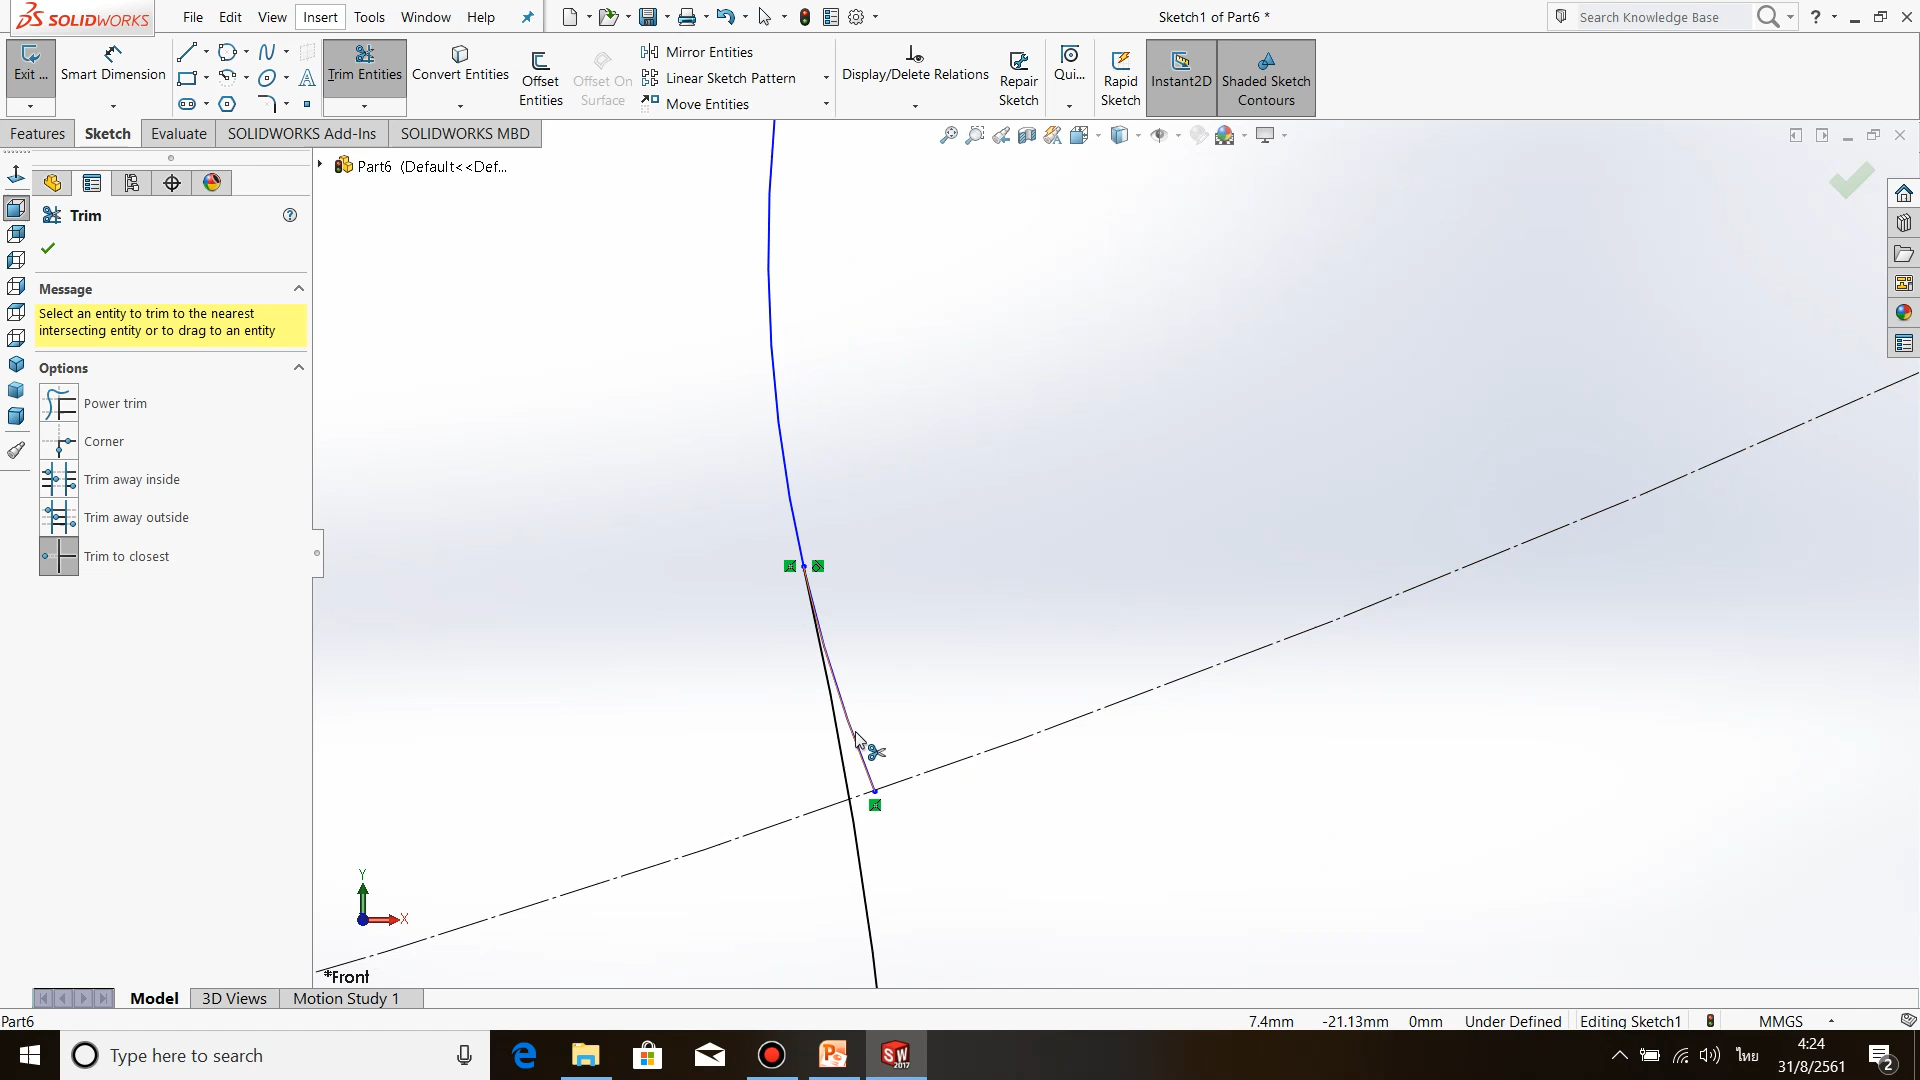 SOLIDWORKS
File Edit View Insert Tools Window Help
Sketch1 of Part6 *
Search Knowledge Base
?
Exit ...
Smart Dimension
Trim Entities
Convert Entities
Offset Entities
Offset On Surface
Mirror Entities
Linear Sketch Pattern
Move Entities
Display/Delete Relations
Repair Sketch
Qui...
Rapid Sketch
Instant2D
Shaded Sketch Contours
Features Sketch Evaluate SOLIDWORKS Add-Ins SOLIDWORKS MBD
Part6 (Default<<Def...
Trim
?
Message
Select an entity to trim to the nearest
intersecting entity or to drag to an entity
Options
Power trim
Corner
Trim away inside
Trim away outside
Trim to closest
Y
X
*Front
Model 3D Views Motion Study 1
Part6
7.4mm -21.13mm 0mm Under Defined Editing Sketch1 MMGS
Type here to search
SW
2017
ไทย
4:24
31/8/2561
2